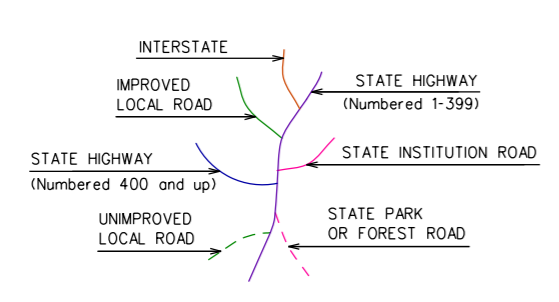 INTERSTATE
IMPROVED
LOCAL ROAD
STATE HIGHWAY
(Numbered 1-399)
STATE HIGHWAY
(Numbered 400 and up)
STATE INSTITUTION ROAD
UNIMPROVED
LOCAL ROAD
STATE PARK
OR FOREST ROAD